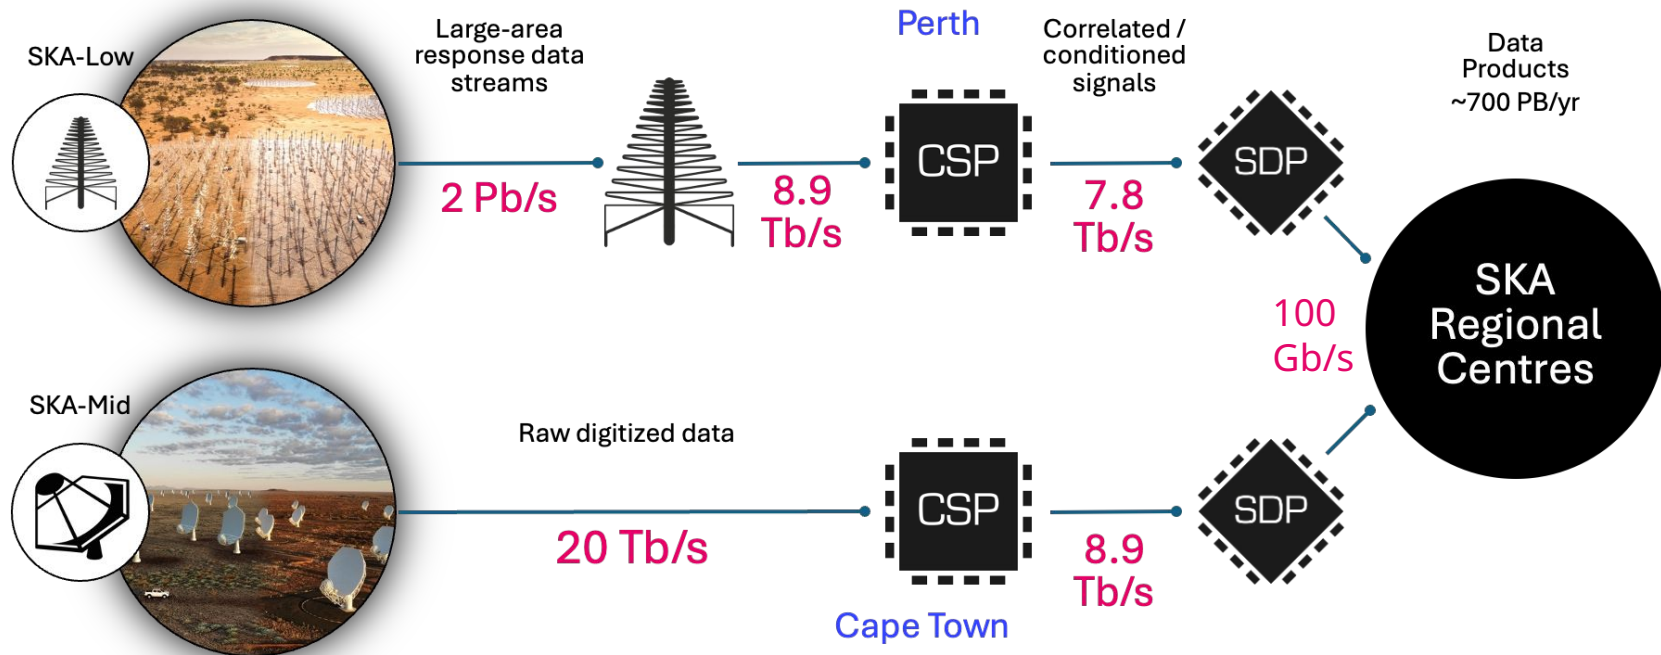 SKA-Low
Large-area
response data
streams
2 Pb/s
8.9
Tb/s
Perth
CSP
Correlated /
conditioned
signals
7.8
Tb/s
SDP
Data
Products
~700 PB/yr
100
Gb/s
SKA
Regional
Centres
SKA-Mid
Raw digitized data
20 Tb/s
CSP
Cape Town
8.9
Tb/s
SDP